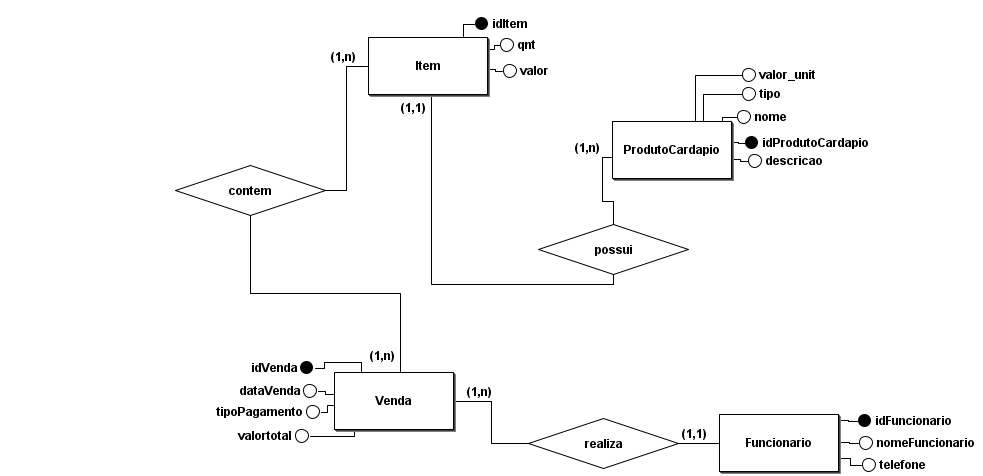 idItem
qnt
(1,n)
Item
valor
valor_unit
tipo
(1,1)
nome
idProdutoCardapio
(1,n)
ProdutoCardapio
descricao
contem
possui
(1,n)
idVenda
dataVenda
(1,n)
Venda
tipoPagamento
valortotal
idFuncionario
(1,1)
realiza
Funcionario
nomeFuncionario
telefone